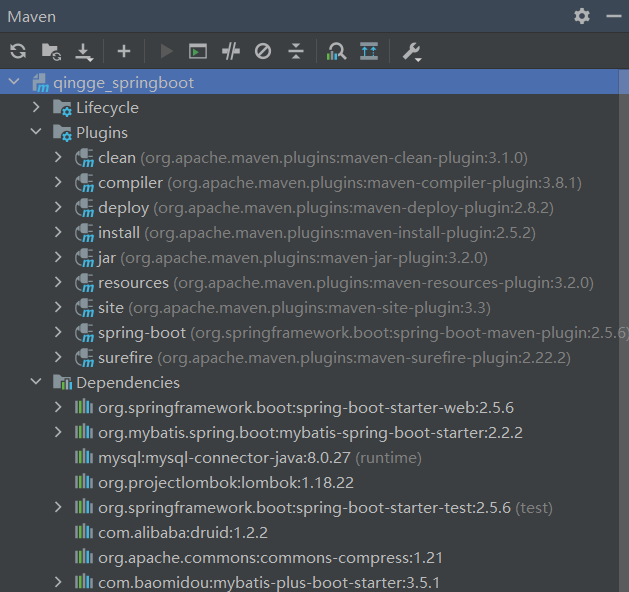 Maven
qingge_springboot
Lifecycle
Plugins
clean (org.apache.maven.plugins:maven-clean-plugin:3.1.0)
compiler (org.apache.maven.plugins:maven-compiler-plugin:3.8.1)
deploy (org.apache.maven.plugins:maven-deploy-plugin:2.8.2)
install (org.apache.maven.plugins:maven-install-plugin:2.5.2)
jar (org.apache.maven.plugins:maven-jar-plugin:3.2.0)
resources (org.apache.maven.plugins:maven-resources-plugin:3.2.0)
site (org.apache.maven.plugins:maven-site-plugin:3.3)
spring-boot (org.springframework.boot:spring-boot-maven-plugin:2.5.6)
surefire (org.apache.maven.plugins:maven-surefire-plugin:2.22.2)
Dependencies
org.springframework.boot:spring-boot-starter-web:2.5.6
org.mybatis.spring.boot:mybatis-spring-boot-starter:2.2.2
mysql:mysql-connector-java:8.0.27 (runtime)
org.projectlombok:lombok:1.18.22
org.springframework.boot:spring-boot-starter-test:2.5.6 (test)
com.alibaba:druid:1.2.2
org.apache.commons:commons-compress:1.21
com.baomidou:mybatis-plus-boot-starter:3.5.1